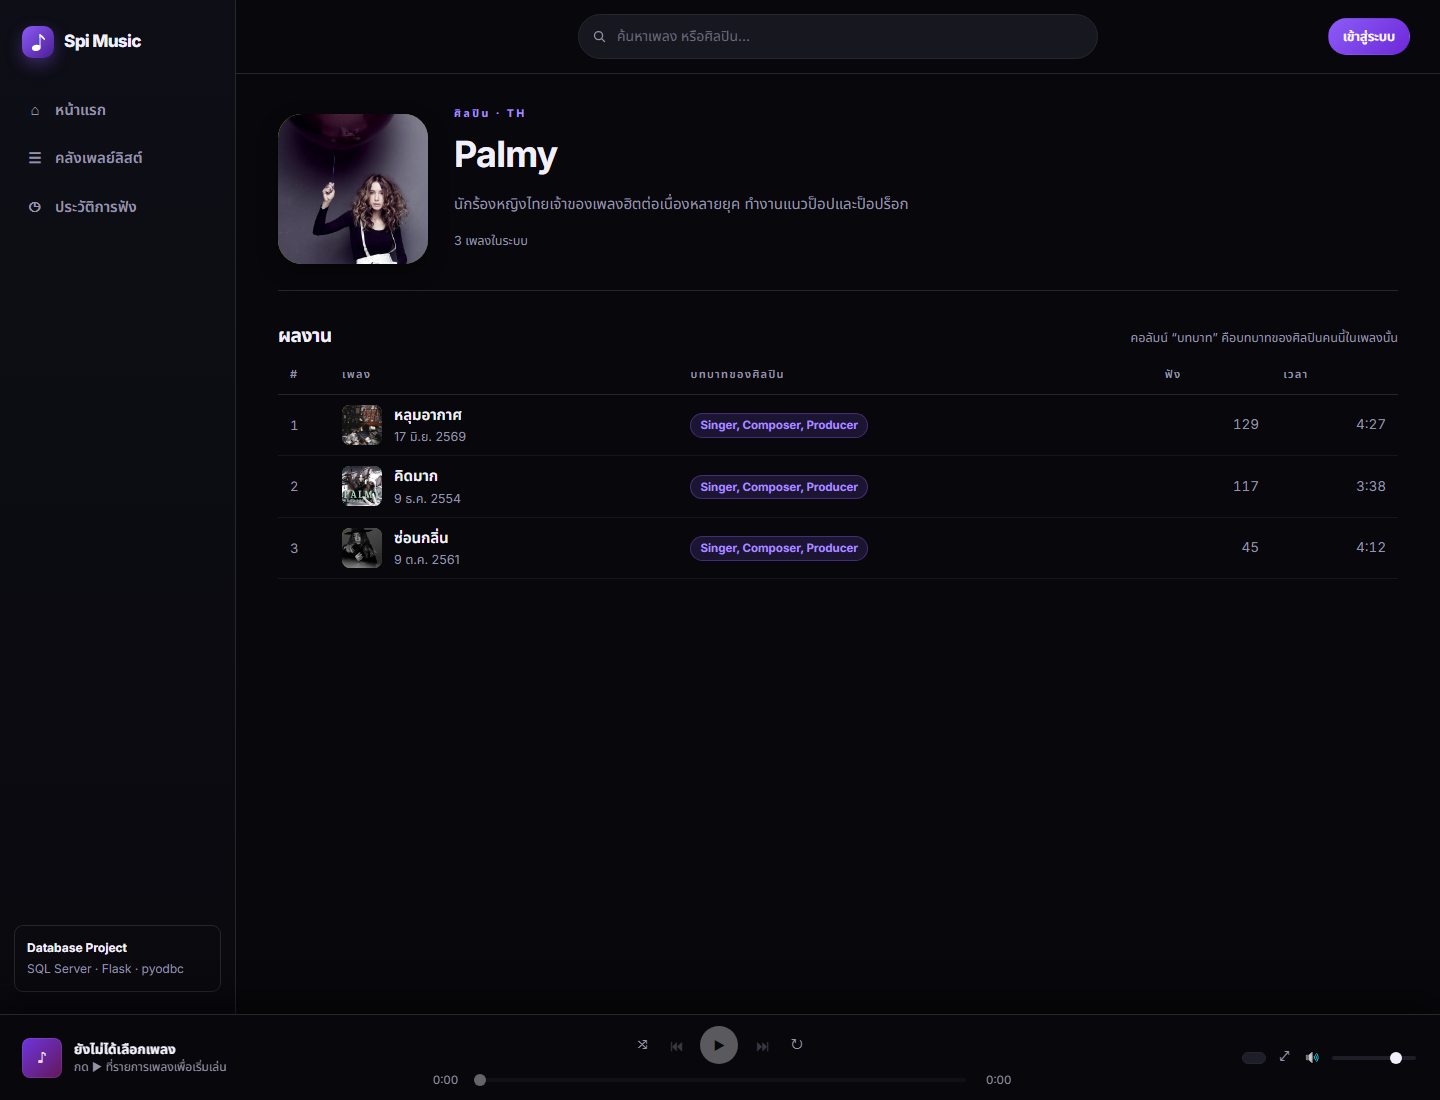 Spi Music
ค้นหาเพลง หรือศิลปิน...
เข้าสู่ระบบ
หน้าแรก
คลังเพลย์ลิสต์
ประวัติการฟัง
ศิลปิน · TH
Palmy
นักร้องหญิงไทยเจ้าของเพลงฮิตต่อเนื่องหลายยุค ทำงานแนวป็อปและป็อปร็อก
3 เพลงในระบบ
ผลงาน
คอลัมน์ “บทบาท” คือบทบาทของศิลปินคนนี้ในเพลงนั้น
# เพลง บทบาทของศิลปิน ฟัง เวลา
1 หลุมอากาศ Singer, Composer, Producer 129 4:27
17 มิ.ย. 2569
2 คิดมาก Singer, Composer, Producer 117 3:38
9 ธ.ค. 2554
PALMY
3 ซ่อนกลิ่น Singer, Composer, Producer 45 4:12
9 ต.ค. 2561
Database Project
SQL Server · Flask · pyodbc
ยังไม่ได้เลือกเพลง
กด ▶ ที่รายการเพลงเพื่อเริ่มเล่น
0:00 0:00